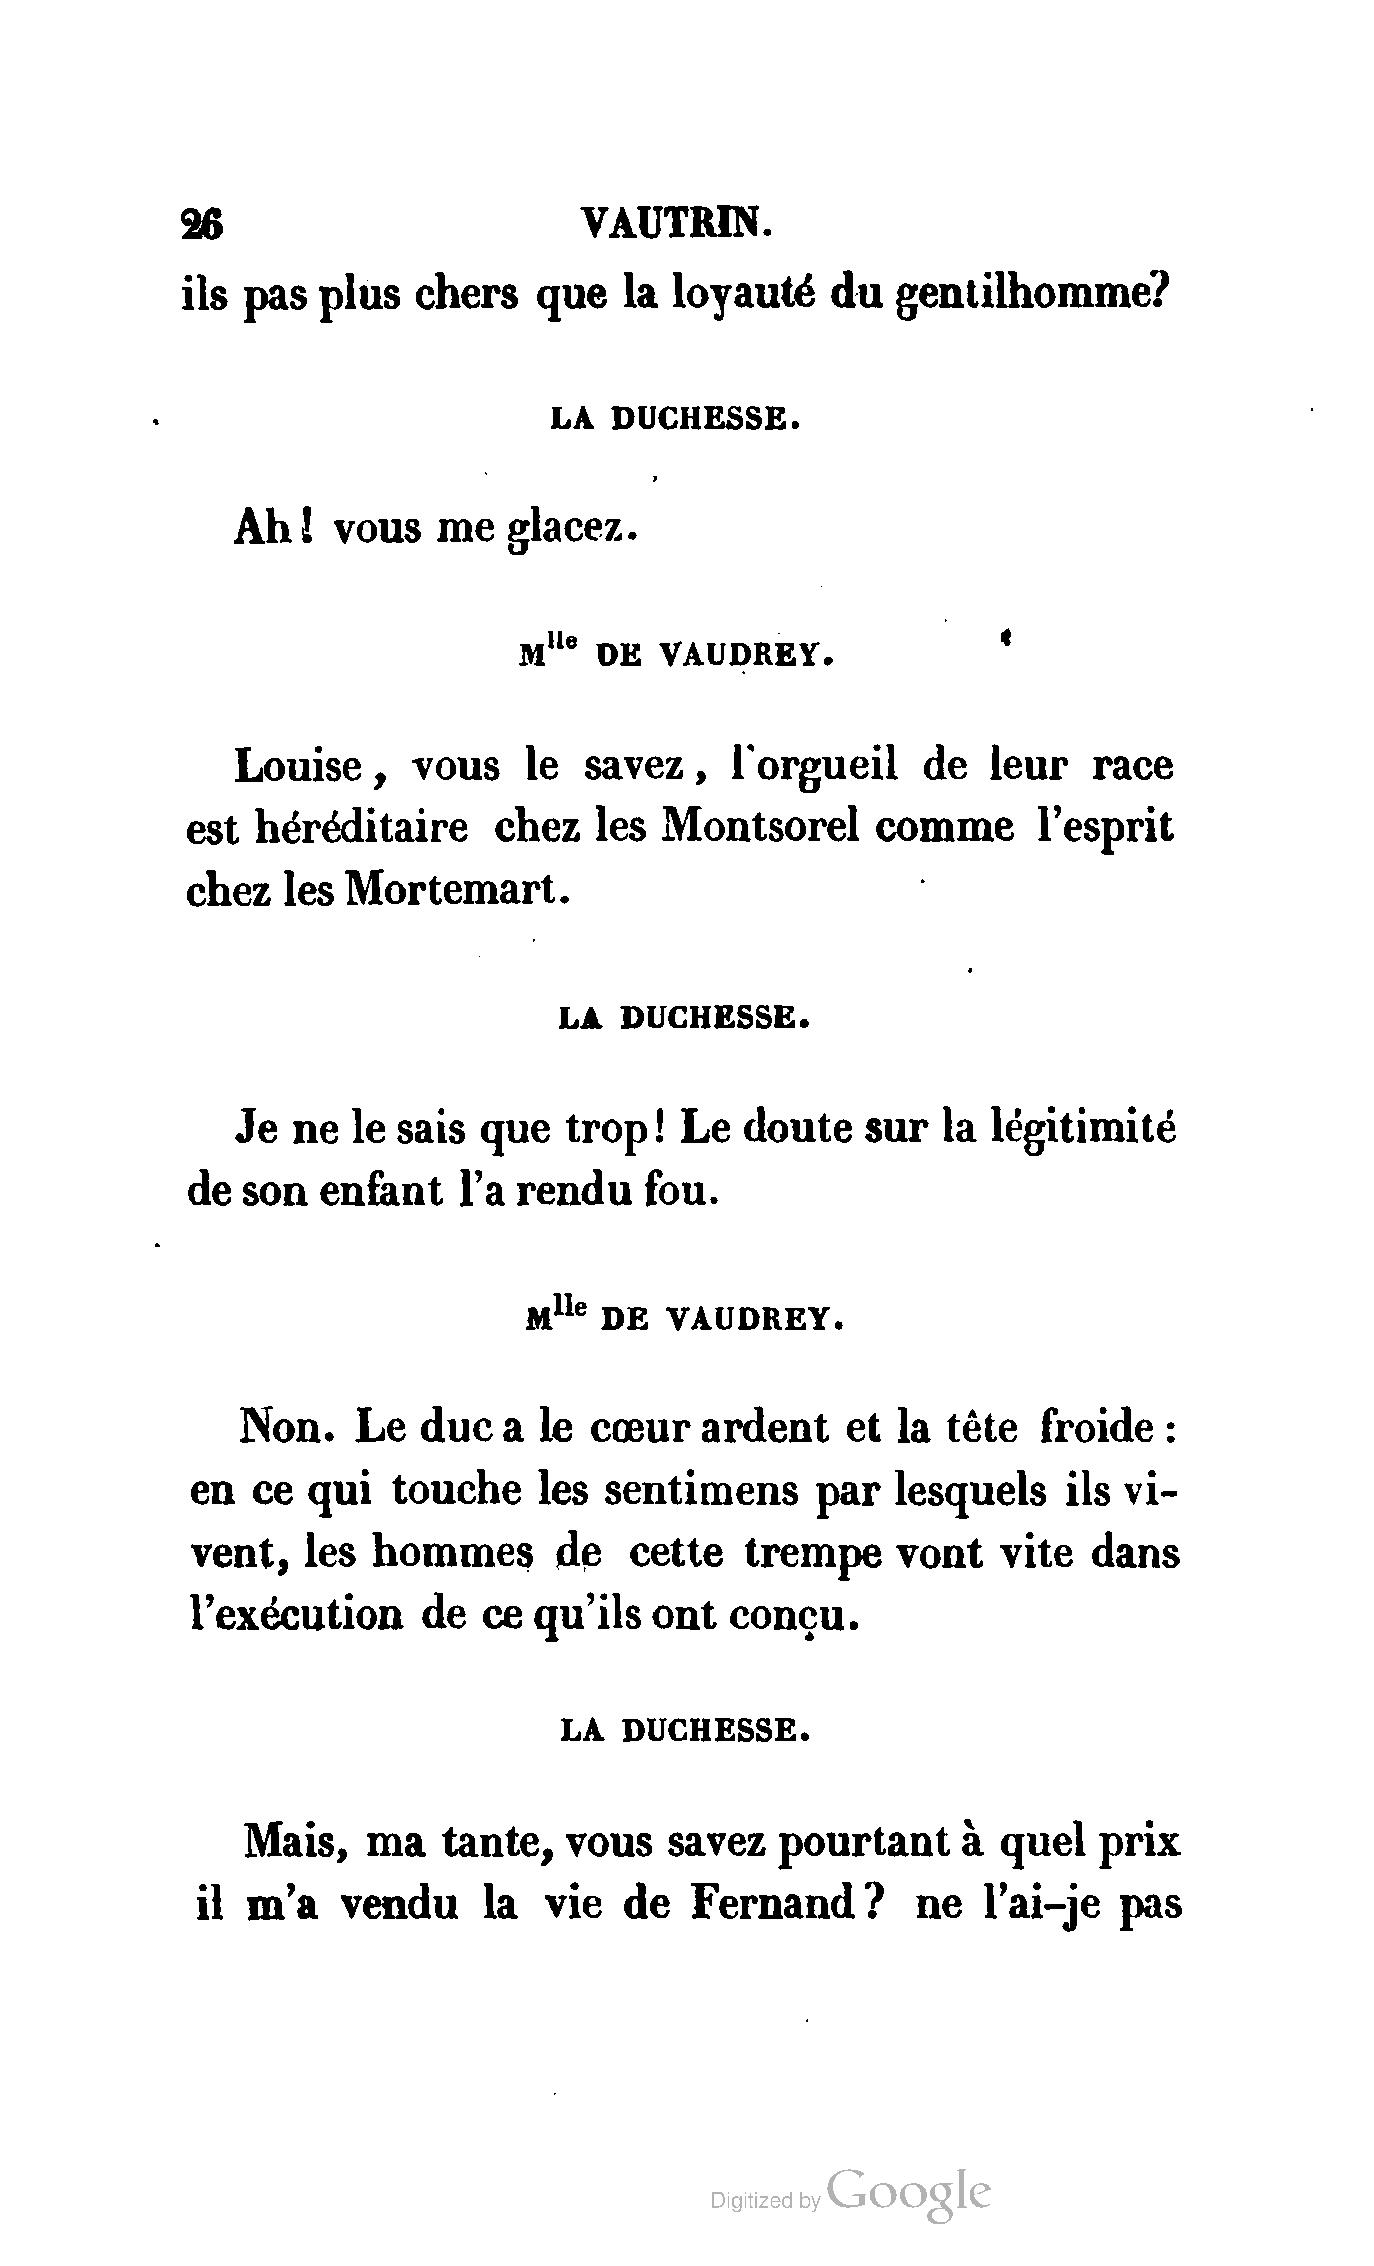 26 VAUTRIN.
ils pas plus chers que la loyauté du gentilhomme?
LA DUCHESSE.
Ah! vous me glacez.
Mlle DE VAUDREY.
Louise, vous le savez, l'orgueil de leur race
est héréditaire chez les Montsorel comme l'esprit
chez les Mortemart.
LA DUCHESSE.
Je ne le sais que trop! Le doute sur la légitimité
de son enfant l'a rendu fou.
Mlle DE VAUDREY.
Non. Le duc a le cœur ardent et la tête froide :
en ce qui touche les sentimens par lesquels ils vi-
vent, les hommes de cette trempe vont vite dans
l'exécution de ce qu'ils ont conçu.
LA DUCHESSE.
Mais, ma tante, vous savez pourtant à quel prix
il m'a vendu la vie de Fernand? ne l'ai-je pas
Digitized by Google